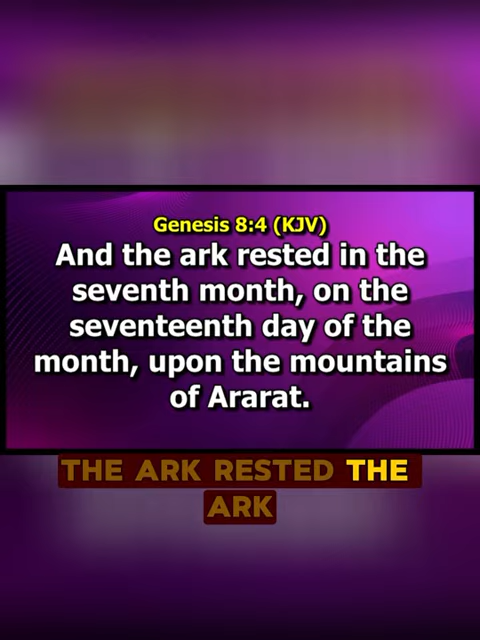 Genesis 8:4 (KJV)
And the ark rested in the
seventh month, on the
seventeenth day of the
month, upon the mountains
of Ararat.
THE ARK RESTED THE
ARK